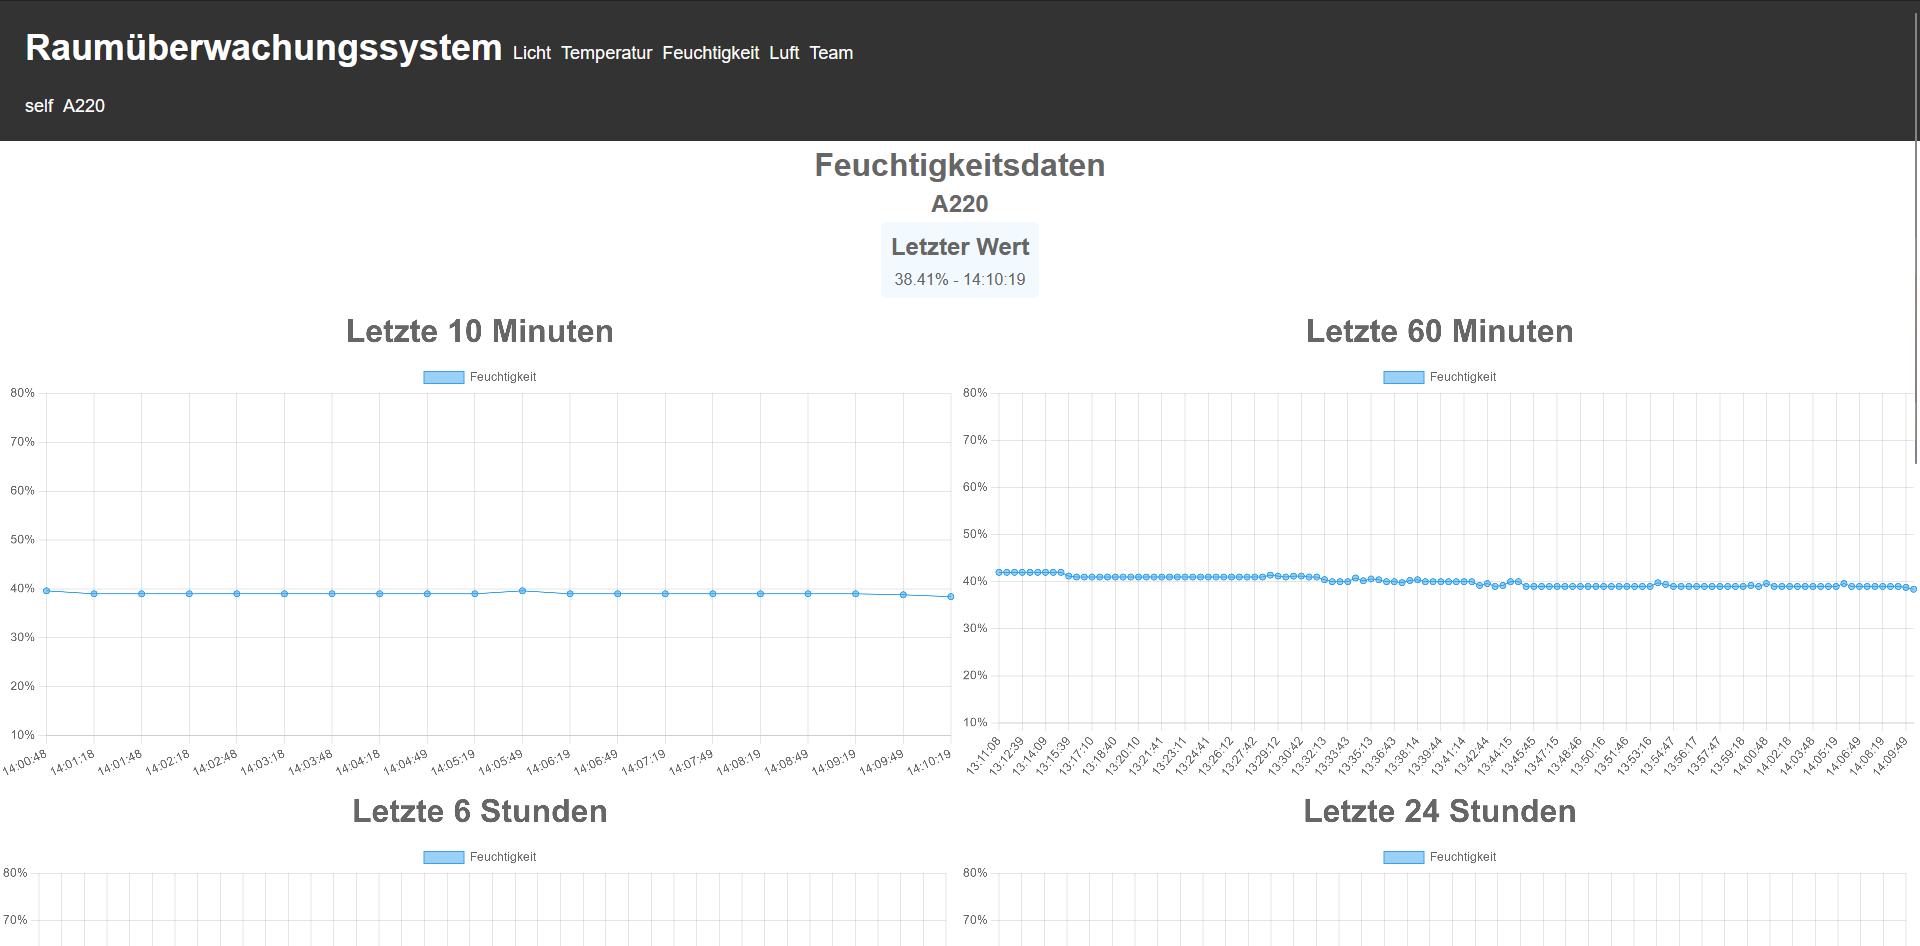 Raumüberwachungssystem Licht Temperatur Feuchtigkeit Luft Team
self A220
Feuchtigkeitsdaten
A220
Letzter Wert
38.41% - 14:10:19
Letzte 10 Minuten
Feuchtigkeit
80%
70%
60%
50%
40%
30%
20%
10%
14:00:48 14:01:18 14:01:48 14:02:18 14:02:48 14:03:18 14:03:48 14:04:18 14:04:49 14:05:19 14:05:49 14:06:19 14:06:49 14:07:19 14:07:49 14:08:19 14:08:49 14:09:19 14:09:49 14:10:19
Letzte 60 Minuten
Feuchtigkeit
80%
70%
60%
50%
40%
30%
20%
10%
13:11:08 13:12:39 13:14:09 13:15:39 13:17:10 13:18:40 13:20:10 13:21:41 13:23:11 13:24:41 13:26:12 13:27:42 13:29:12 13:30:42 13:32:13 13:33:43 13:35:13 13:36:43 13:38:14 13:39:44 13:41:14 13:42:44 13:44:15 13:45:45 13:47:15 13:48:46 13:50:16 13:51:46 13:53:16 13:54:47 13:56:17 13:57:47 13:59:18 14:00:48 14:02:18 14:03:48 14:05:19 14:06:49 14:08:19 14:09:49
Letzte 6 Stunden
Feuchtigkeit
80%
70%
Letzte 24 Stunden
Feuchtigkeit
80%
70%